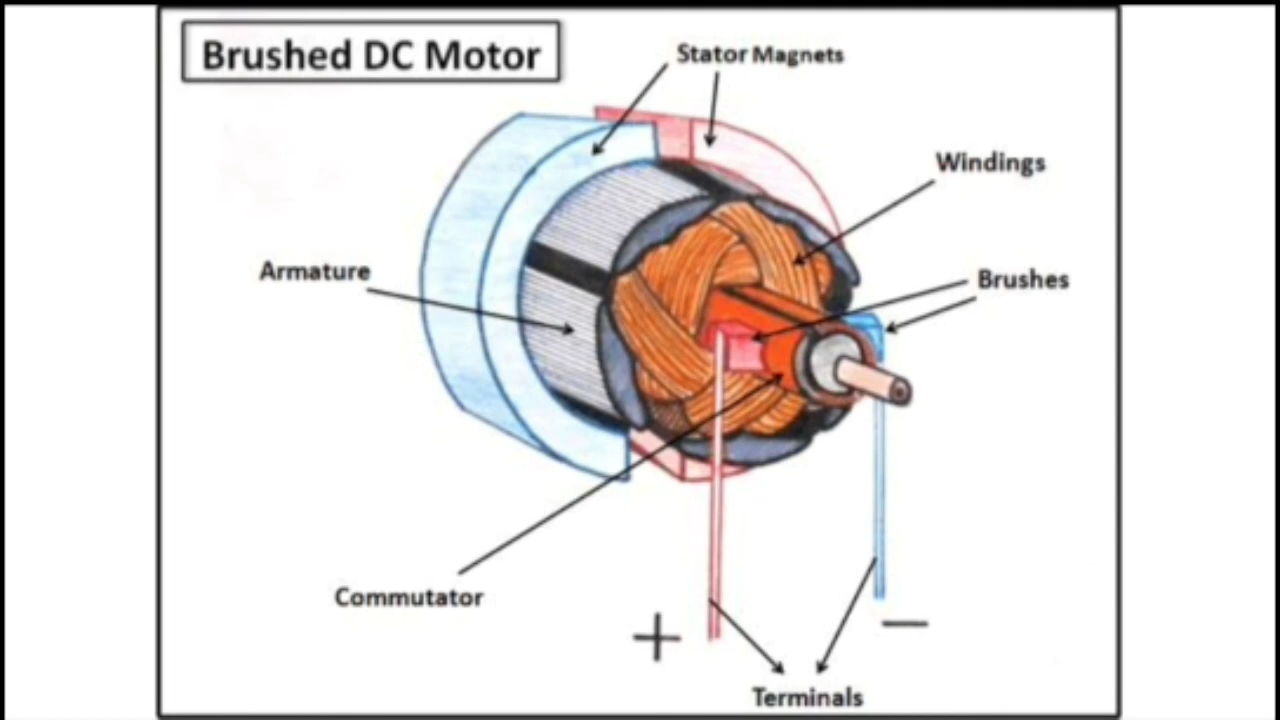 Brushed DC Motor
Stator Magnets
Windings
Armature
Brushes
Commutator
+
—
Terminals